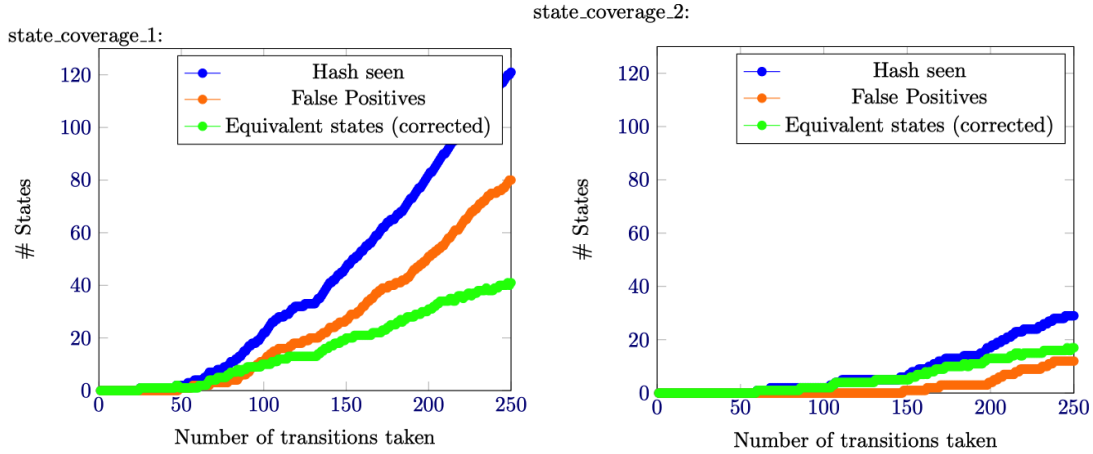 state_coverage_1:
120
100
80
60
40
20
0
0 50 100 150 200 250
# States
Number of transitions taken
Hash seen
False Positives
Equivalent states (corrected)
state_coverage_2:
120
100
80
60
40
20
0
0 50 100 150 200 250
# States
Number of transitions taken
Hash seen
False Positives
Equivalent states (corrected)